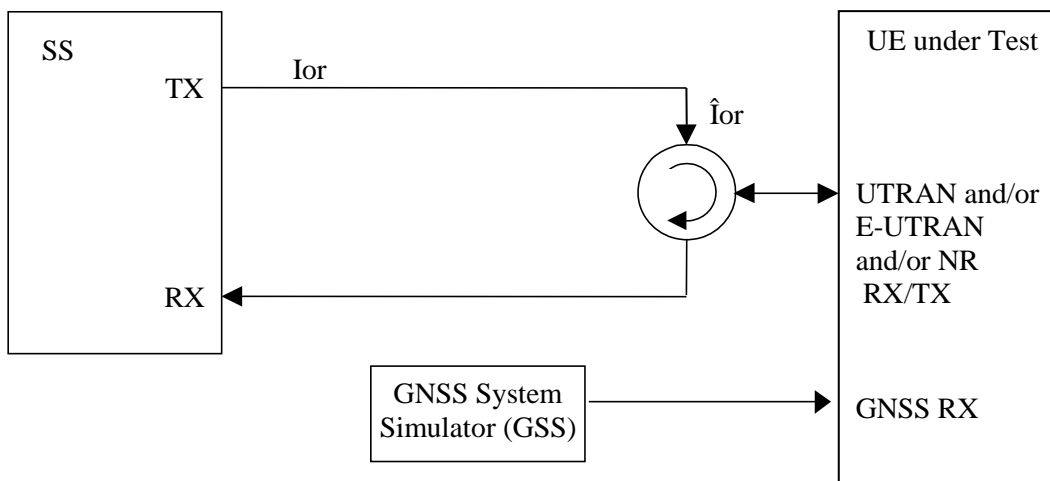 SS
UE under Test
TX
Ior
Îor
UTRAN and/or
E-UTRAN
and/or NR
RX/TX
RX
GNSS System
Simulator (GSS)
GNSS RX